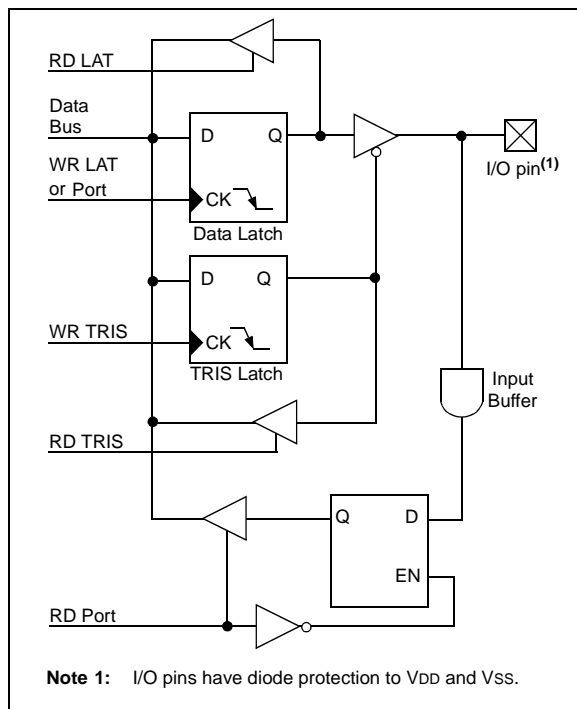 RD LAT
Data
Bus
D
Q
WR LAT
or Port
CK
I/O pin(1)
Data Latch
D
Q
WR TRIS
CK
TRIS Latch
Input
Buffer
RD TRIS
Q
D
EN
RD Port
Note 1: I/O pins have diode protection to VDD and VSS.